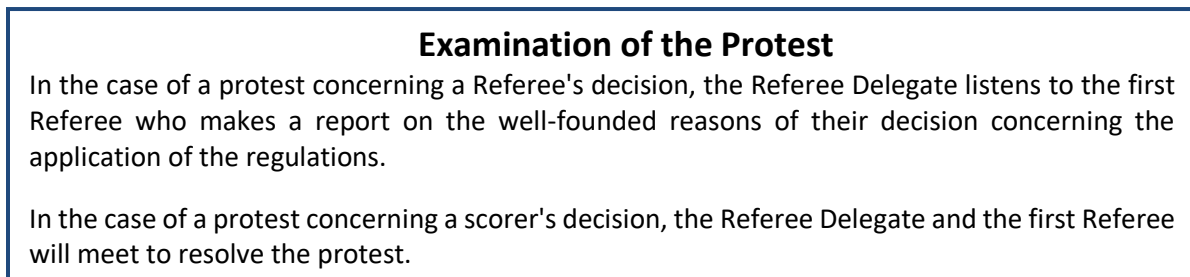 Examination of the Protest
In the case of a protest concerning a Referee's decision, the Referee Delegate listens to the first
Referee who makes a report on the well-founded reasons of their decision concerning the
application of the regulations.
In the case of a protest concerning a scorer's decision, the Referee Delegate and the first Referee
will meet to resolve the protest.